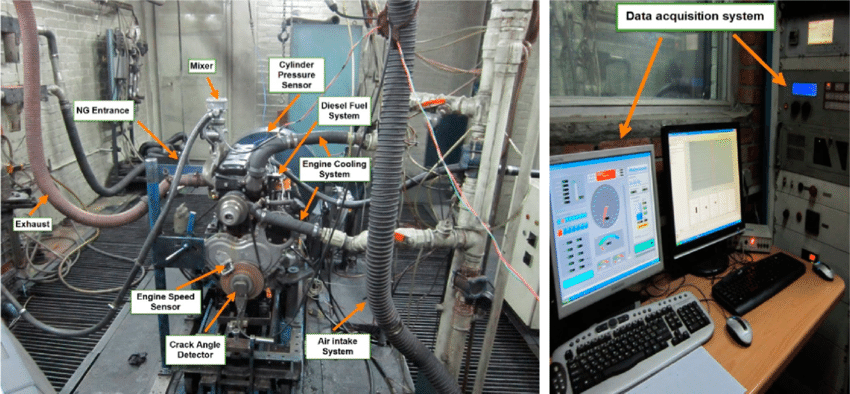 Data acquisition system
Cylinder
Pressure
Sensor
Mixer
Diesel Fuel
System
NG Entrance
Engine Cooling
System
Exhaust
Engine Speed
Sensor
Crack Angle
Detector
Air intake
System